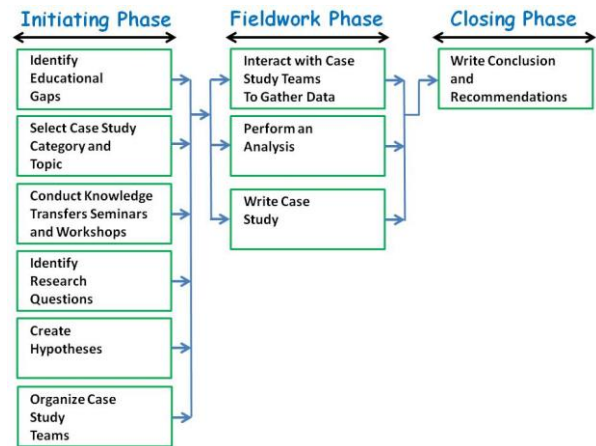 Initiating Phase
Fieldwork Phase
Closing Phase
Identify
Educational
Gaps
Select Case Study
Category and
Topic
Conduct Knowledge
Transfers Seminars
and Workshops
Identify
Research
Questions
Create
Hypotheses
Organize Case
Study
Teams
Interact with Case
Study Teams
To Gather Data
Perform an
Analysis
Write Case
Study
Write Conclusion
and
Recommendations